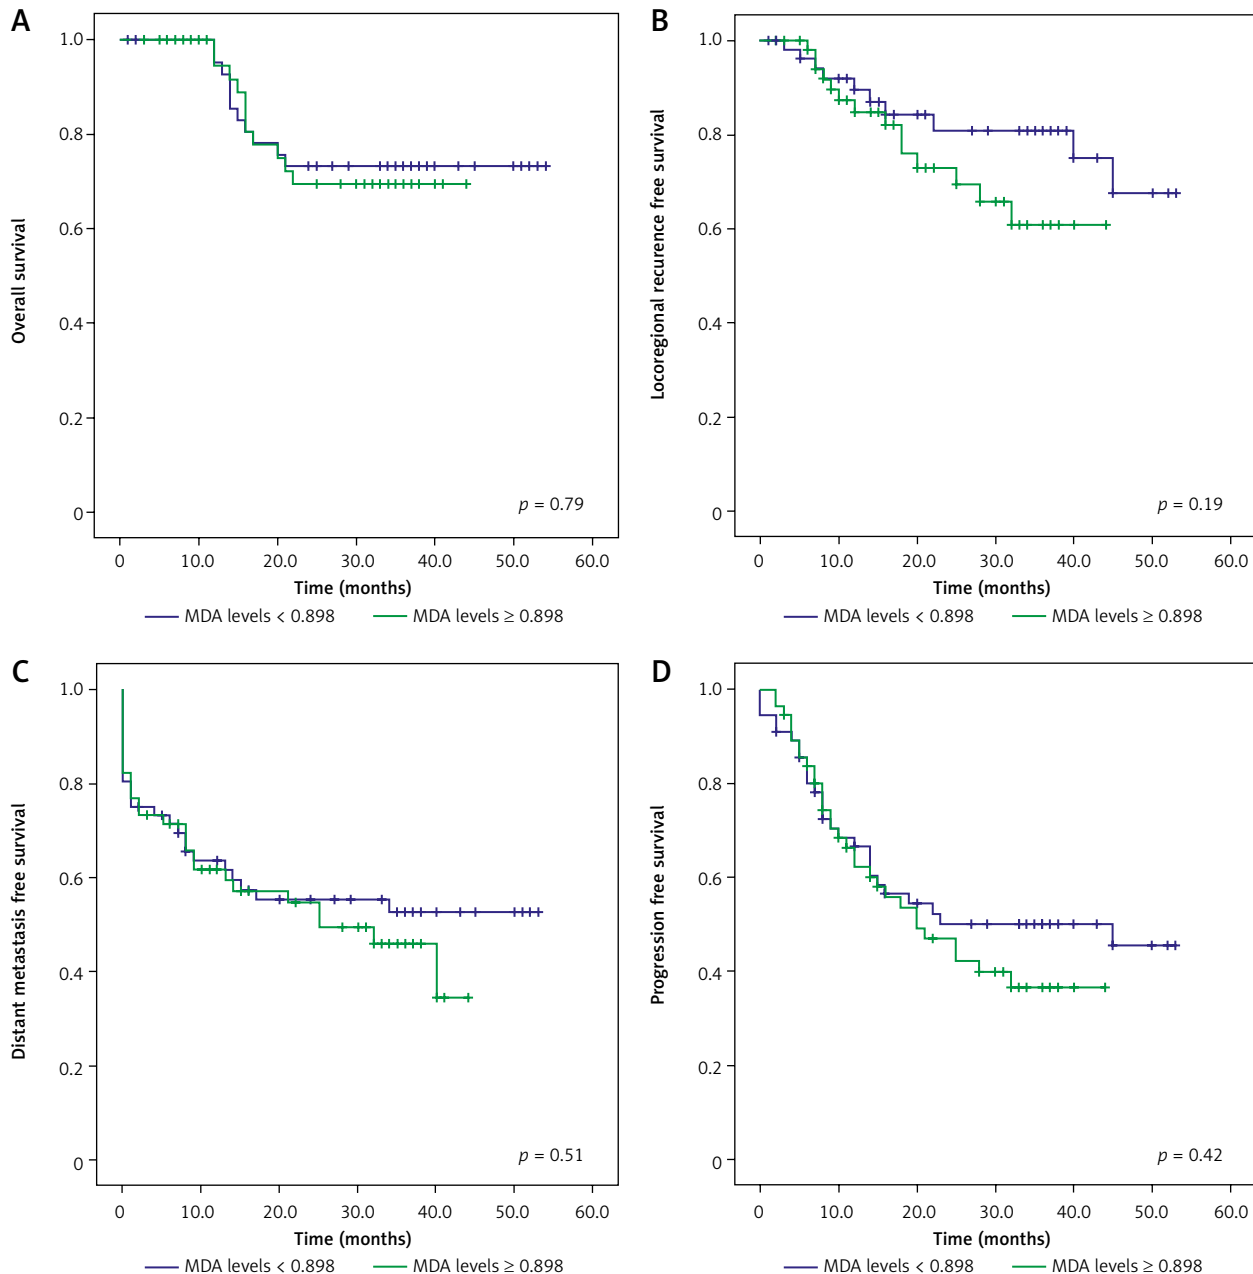 A
1.0
0.8
0.6
0.4
0.2
0
Overall survival
p = 0.79
0 10.0 20.0 30.0 40.0 50.0 60.0
Time (months)
MDA levels < 0.898 MDA levels ≥ 0.898
B
1.0
0.8
0.6
0.4
0.2
0
Locoregional recurence free survival
p = 0.19
0 10.0 20.0 30.0 40.0 50.0 60.0
Time (months)
MDA levels < 0.898 MDA levels ≥ 0.898
C
1.0
0.8
0.6
0.4
0.2
0
Distant metastasis free survival
p = 0.51
0 10.0 20.0 30.0 40.0 50.0 60.0
Time (months)
MDA levels < 0.898 MDA levels ≥ 0.898
D
1.0
0.8
0.6
0.4
0.2
0
Progression free survival
p = 0.42
0 10.0 20.0 30.0 40.0 50.0 60.0
Time (months)
MDA levels < 0.898 MDA levels ≥ 0.898